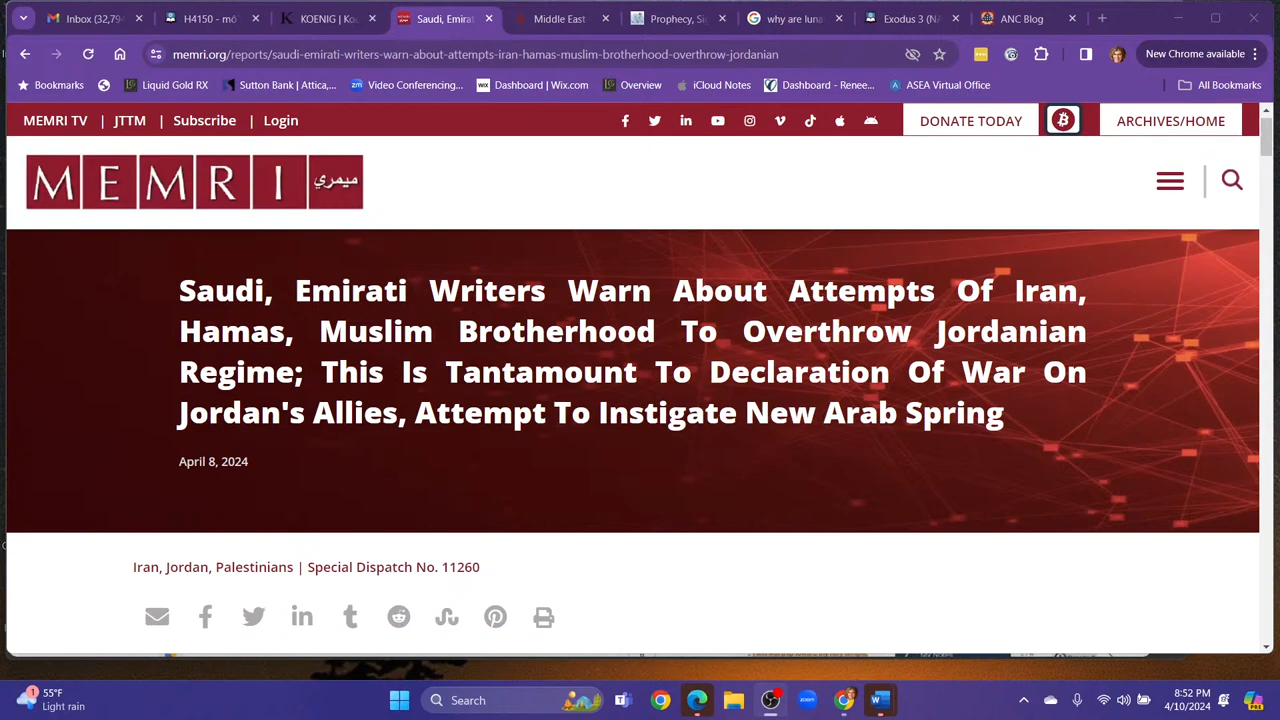 Inbox (32,79
H4150 - mô
KOENIG | Ko
Saudi, Emira
Middle East
Prophecy, Si
why are luna
Exodus 3 (NA
ANC Blog
memri.org/reports/saudi-emirati-writers-warn-about-attempts-iran-hamas-muslim-brotherhood-overthrow-jordanian
New Chrome available
Bookmarks
Liquid Gold RX
Sutton Bank | Attica,...
Video Conferencing...
Dashboard | Wix.com
Overview
iCloud Notes
Dashboard - Renee...
ASEA Virtual Office
All Bookmarks
MEMRI TV | JTTM | Subscribe | Login
DONATE TODAY
ARCHIVES/HOME
MEMRI ميمري
Saudi, Emirati Writers Warn About Attempts Of Iran,
Hamas, Muslim Brotherhood To Overthrow Jordanian
Regime; This Is Tantamount To Declaration Of War On
Jordan's Allies, Attempt To Instigate New Arab Spring
April 8, 2024
Iran, Jordan, Palestinians | Special Dispatch No. 11260
1
55°F
Light rain
Search
8:52 PM
4/10/2024